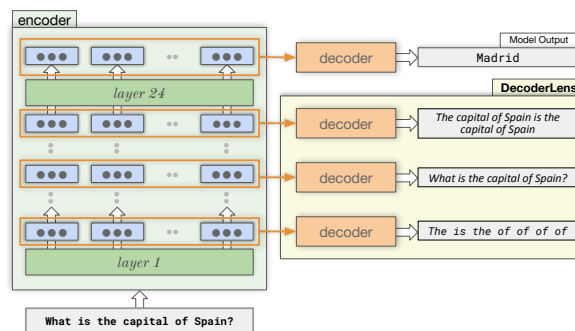 encoder
Model Output
decoder
Madrid
layer 24
DecoderLens
decoder
The capital of Spain is the
capital of Spain
decoder
What is the capital of Spain?
decoder
The is the of of of of
layer 1
What is the capital of Spain?